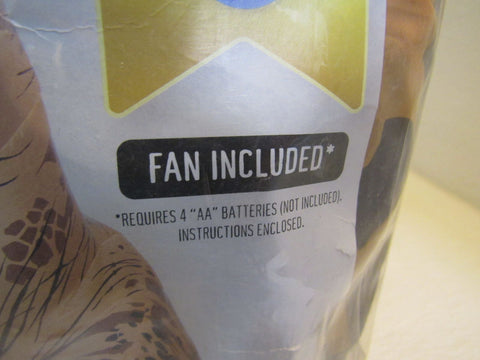 FAN INCLUDED*
*REQUIRES 4 "AA" BATTERIES (NOT INCLUDED).
INSTRUCTIONS ENCLOSED.